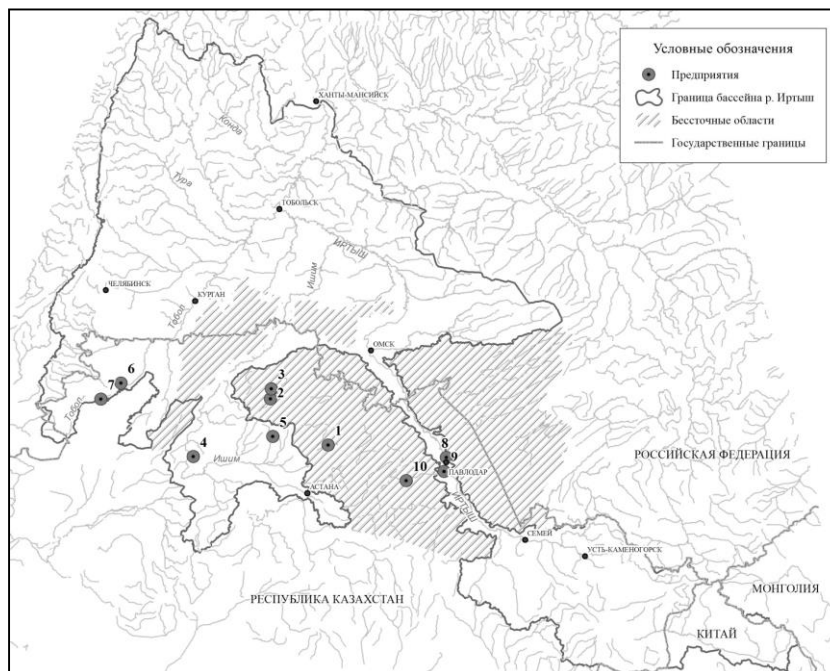 Условные обозначения
Предприятия
Граница бассейна р. Иртыш
Бессточные области
Государственные границы
ХАНТЫ-МАНСИЙСК
Конда
Тура
ТОБОЛЬСК
ИРТЫШ
Ишим
ЧЕЛЯБИНСК
КУРГАН
Тобол
ОМСК
6
3
7
2
Тобол
5
1
8
4
9
РОССИЙСКАЯ ФЕДЕРАЦИЯ
Ишим
10
ПАВЛОДАР
АСТАНА
ИРТЫШ
СЕМЕЙ
УСТЬ-КАМЕНОГОРСК
МОНГОЛИЯ
РЕСПУБЛИКА КАЗАХСТАН
КИТАЙ